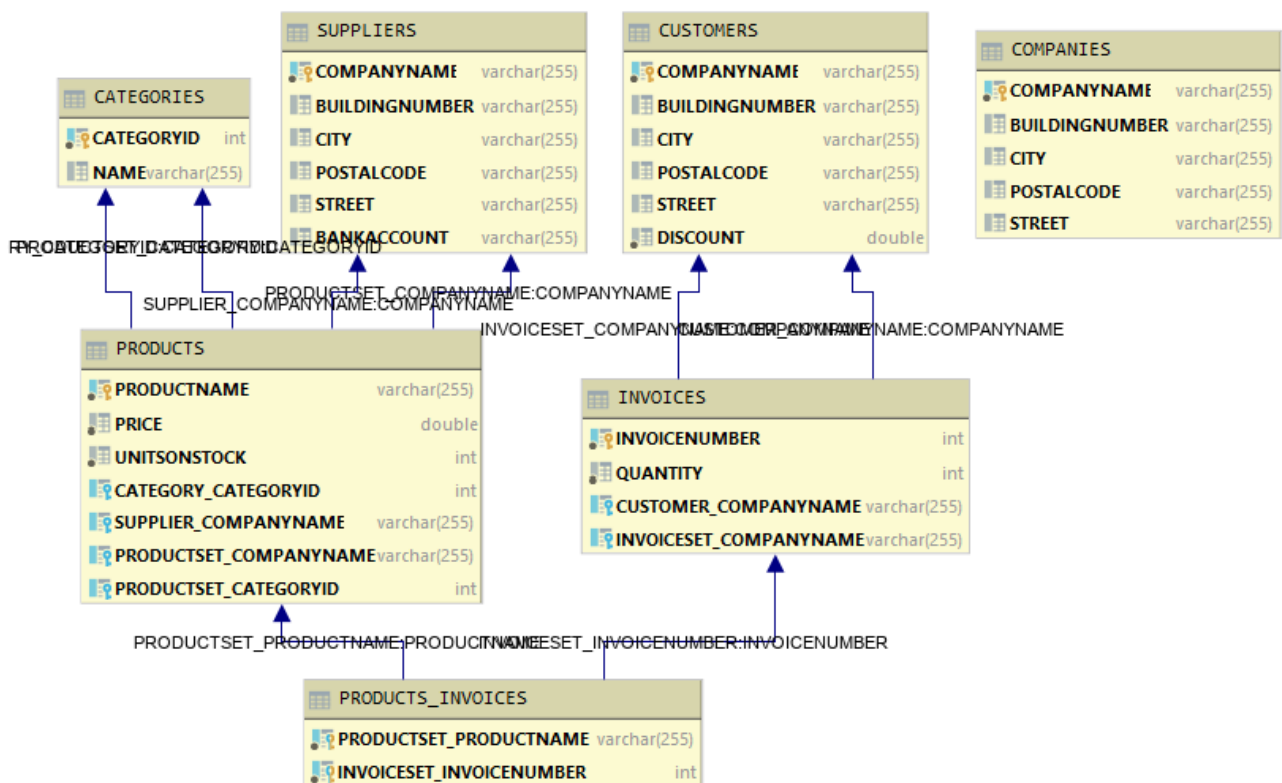 SUPPLIERS
COMPANYNAME varchar(255)
BUILDINGNUMBER varchar(255)
CITY varchar(255)
POSTALCODE varchar(255)
STREET varchar(255)
BANKACCOUNT varchar(255)
CUSTOMERS
COMPANYNAME varchar(255)
BUILDINGNUMBER varchar(255)
CITY varchar(255)
POSTALCODE varchar(255)
STREET varchar(255)
DISCOUNT double
COMPANIES
COMPANYNAME varchar(255)
BUILDINGNUMBER varchar(255)
CITY varchar(255)
POSTALCODE varchar(255)
STREET varchar(255)
CATEGORIES
CATEGORYID int
NAME varchar(255)
PRODUCTSET_COMPANYNAME:COMPANYNAME
SUPPLIER_COMPANYNAME:COMPANYNAME
PRODUCTS
PRODUCTNAME varchar(255)
PRICE double
UNITSONSTOCK int
CATEGORY_CATEGORYID int
SUPPLIER_COMPANYNAME varchar(255)
PRODUCTSET_COMPANYNAME varchar(255)
PRODUCTSET_CATEGORYID int
INVOICES
INVOICENUMBER int
QUANTITY int
CUSTOMER_COMPANYNAME varchar(255)
INVOICESET_COMPANYNAME varchar(255)
PRODUCTSET_PRODUCTNAME:PRODUCTNAME
INVOICESET_INVOICENUMBER:INVOICENUMBER
PRODUCTS_INVOICES
PRODUCTSET_PRODUCTNAME varchar(255)
INVOICESET_INVOICENUMBER int